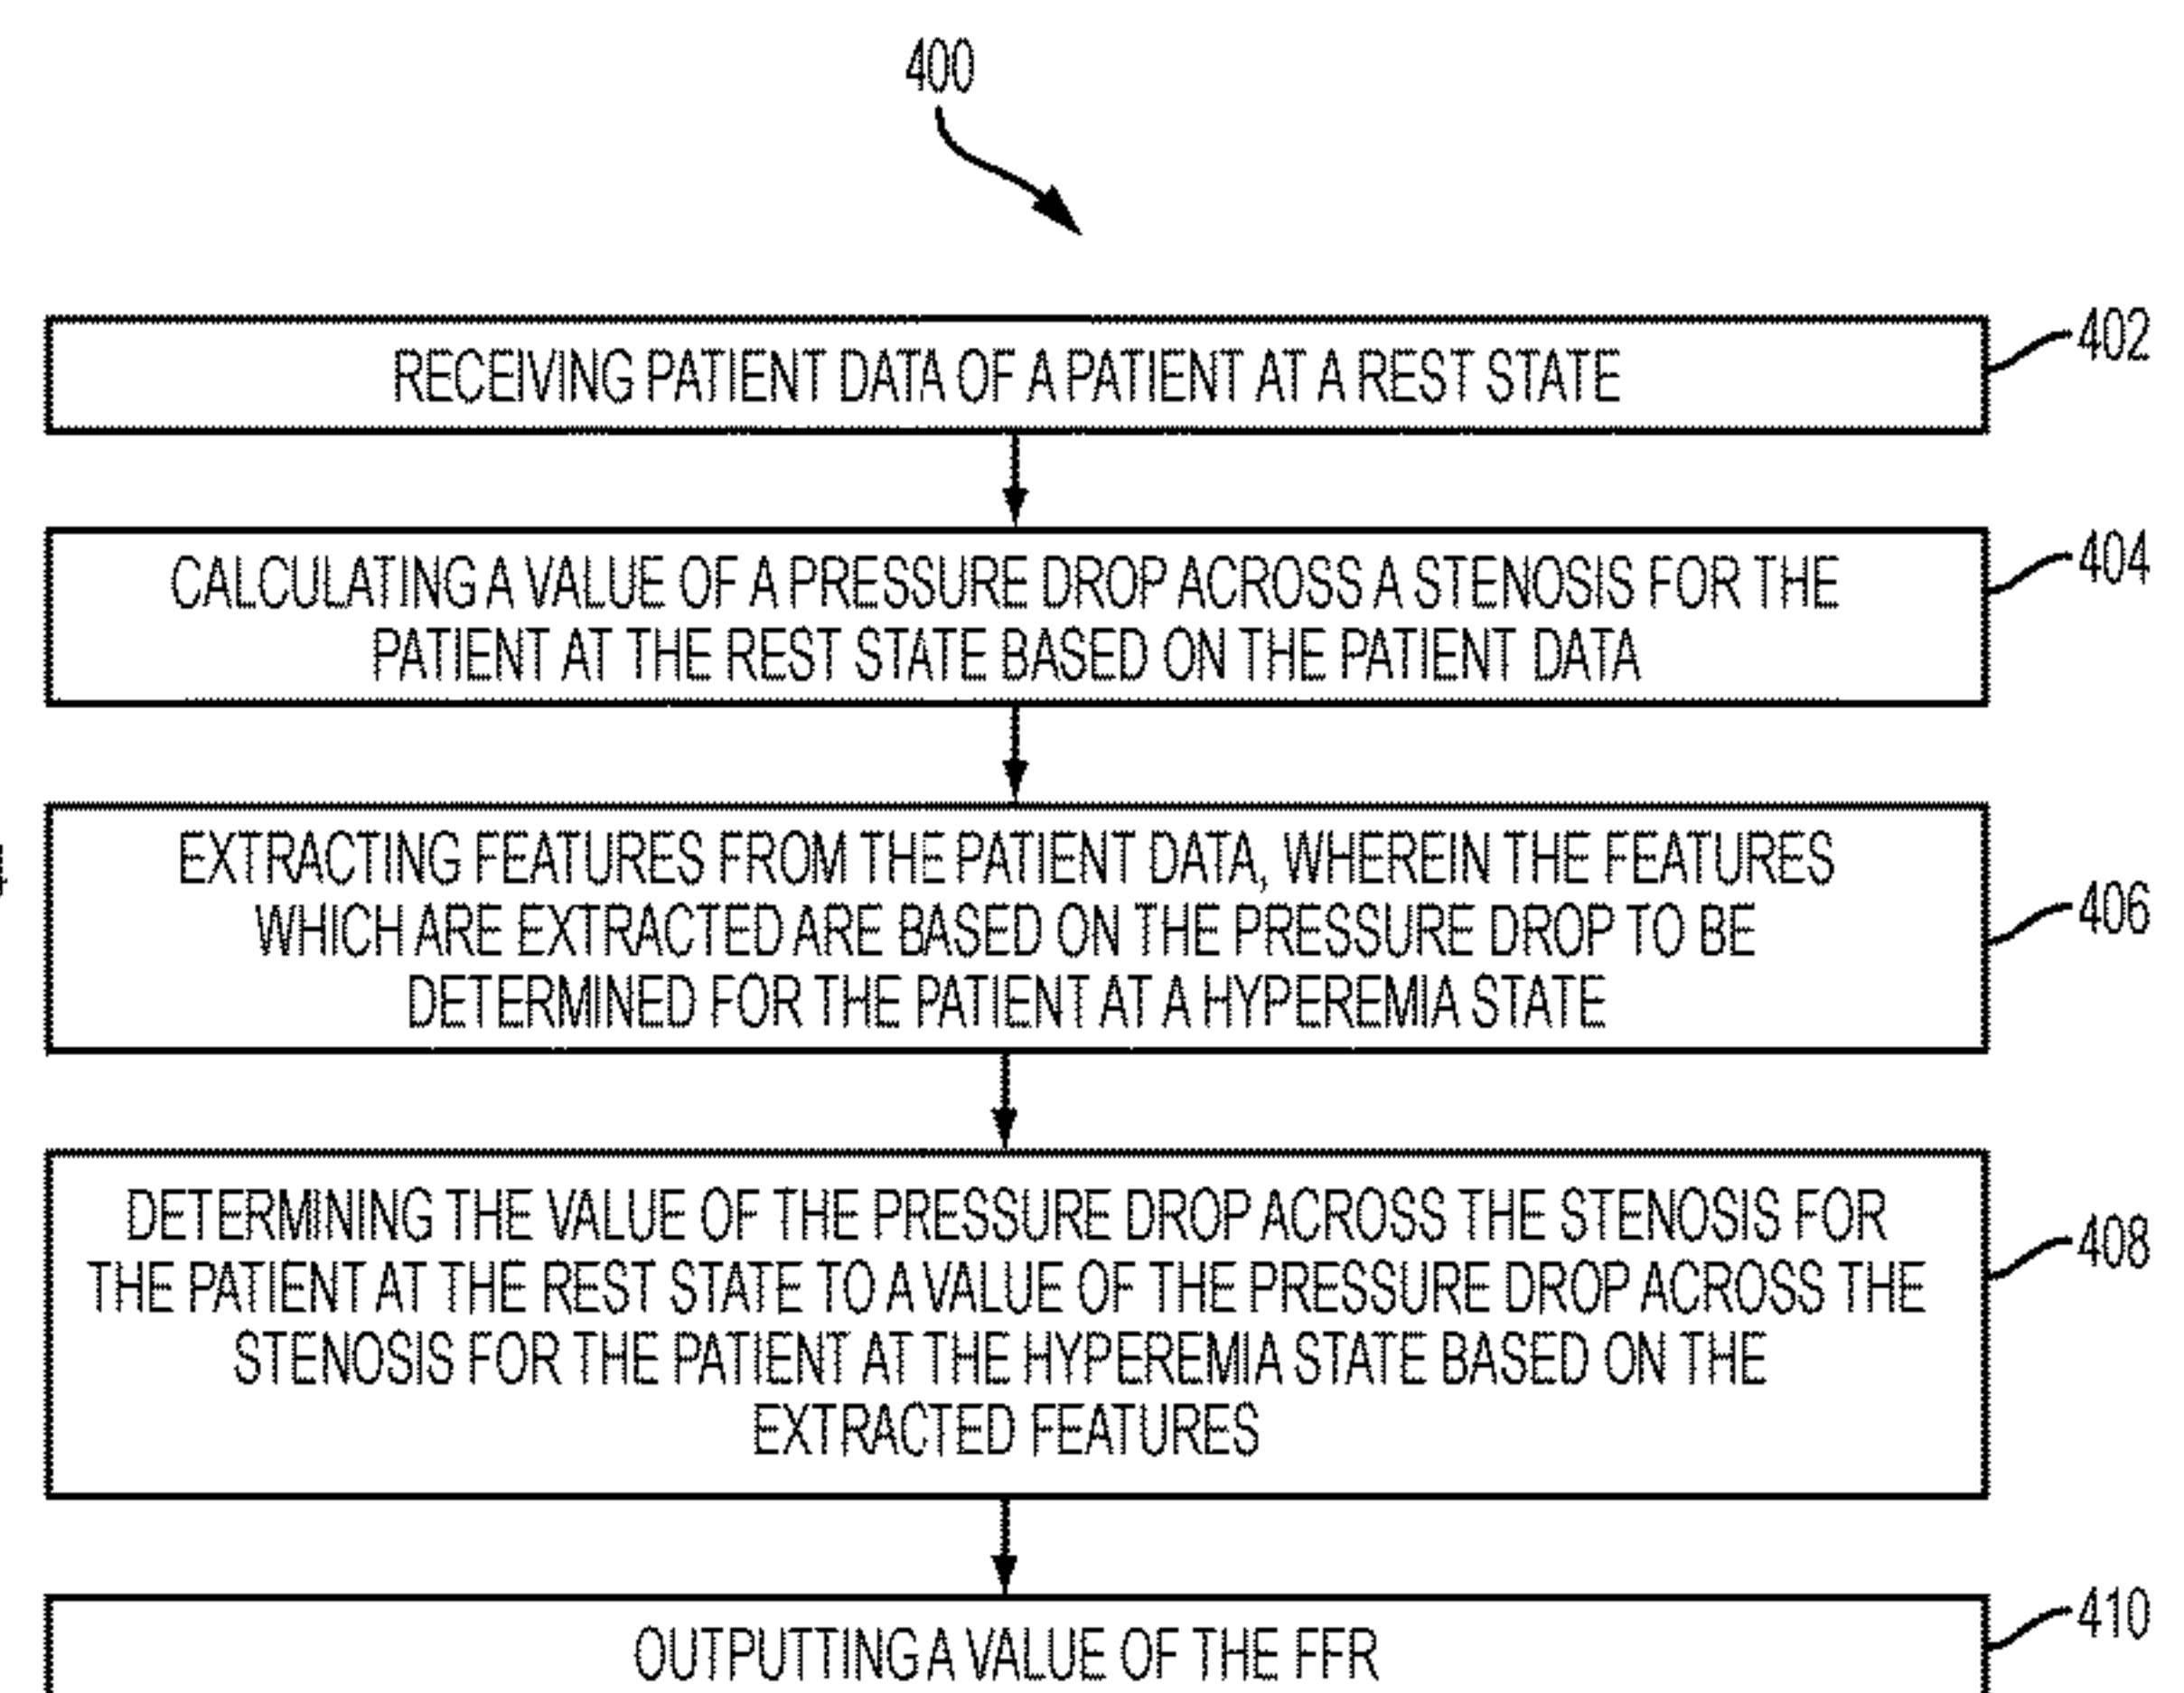 400
RECEIVING PATIENT DATA OF A PATIENT AT A REST STATE
402
CALCULATING A VALUE OF A PRESSURE DROP ACROSS A STENOSIS FOR THE
PATIENT AT THE REST STATE BASED ON THE PATIENT DATA
404
EXTRACTING FEATURES FROM THE PATIENT DATA, WHEREIN THE FEATURES
WHICH ARE EXTRACTED ARE BASED ON THE PRESSURE DROP TO BE
DETERMINED FOR THE PATIENT AT A HYPEREMIA STATE
406
DETERMINING THE VALUE OF THE PRESSURE DROP ACROSS THE STENOSIS FOR
THE PATIENT AT THE REST STATE TO A VALUE OF THE PRESSURE DROP ACROSS THE
STENOSIS FOR THE PATIENT AT THE HYPEREMIA STATE BASED ON THE
EXTRACTED FEATURES
408
OUTPUTTING A VALUE OF THE FFR
410